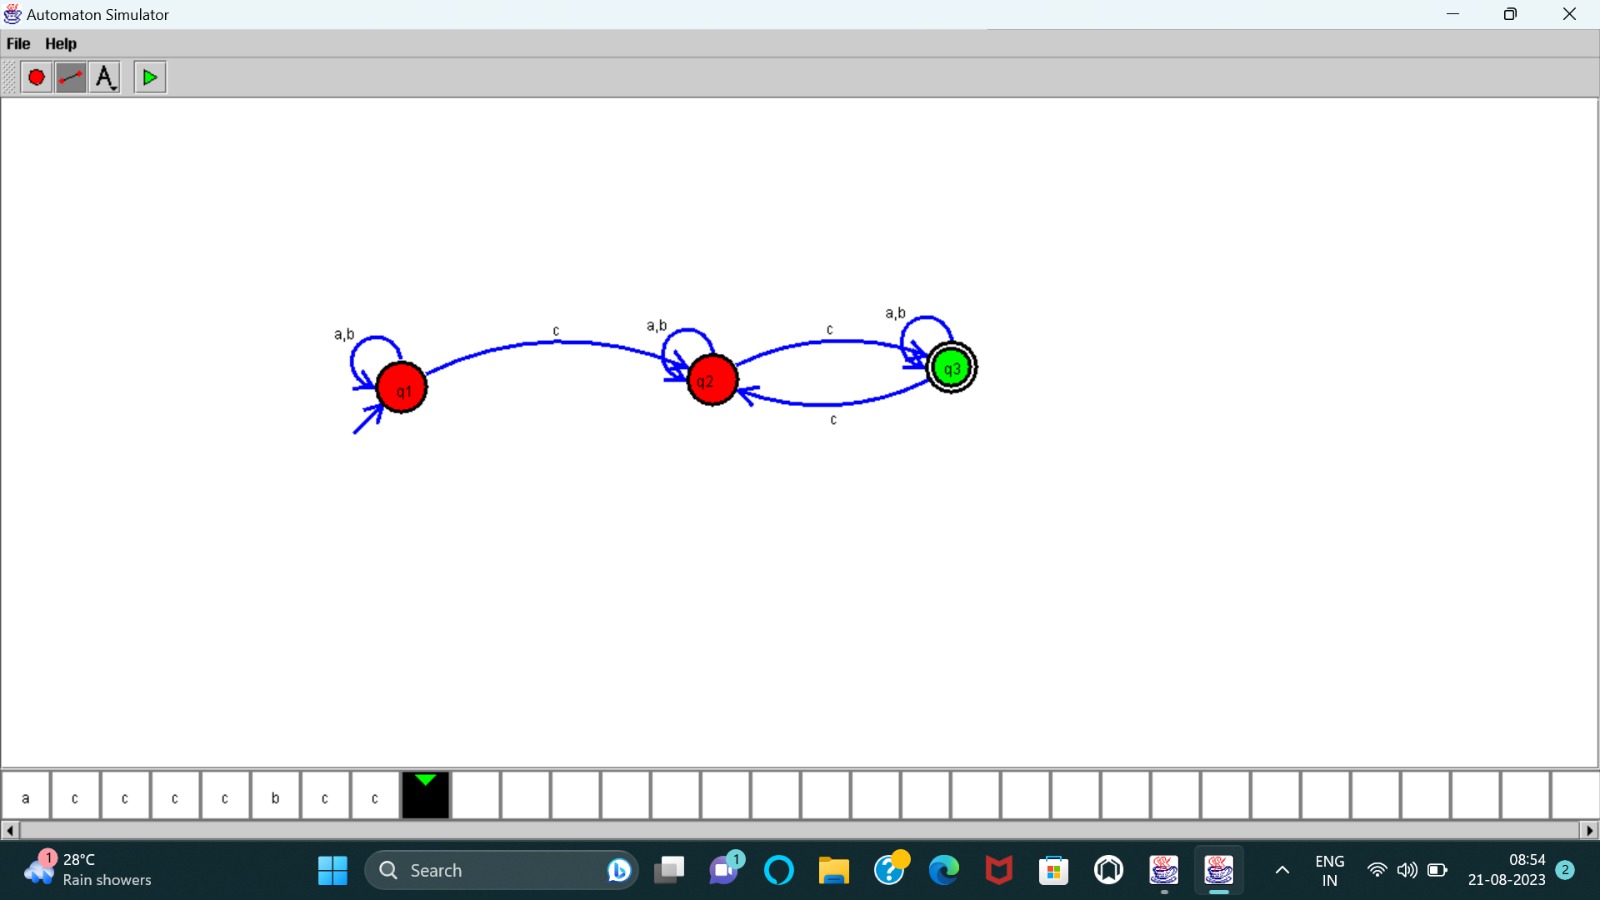 Automaton Simulator
File Help
A
a,b
c
a,b
c
a,b
q1
q2
q3
c
a c c c c b c c
1
28°C
Rain showers
Search
1
ENG
IN
08:54
21-08-2023
2